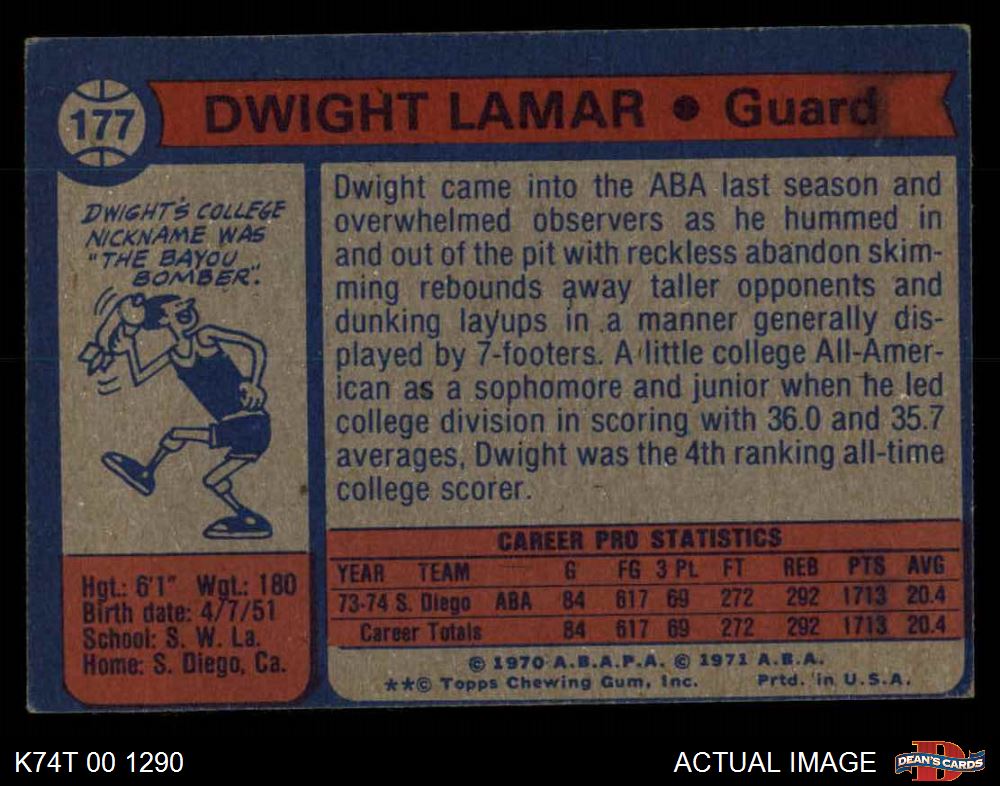 177
DWIGHT LAMAR ● Guard
DWIGHT'S COLLEGE
NICKNAME WAS
"THE BAYOU
BOMBER".
Dwight came into the ABA last season and
overwhelmed observers as he hummed in
and out of the pit with reckless abandon skim-
ming rebounds away taller opponents and
dunking layups in a manner generally dis-
played by 7-footers. A little college All-Amer-
ican as a sophomore and junior when he led
college division in scoring with 36.0 and 35.7
averages, Dwight was the 4th ranking all-time
college scorer.
Hgt.: 6'1" Wgt.: 180
Birth date: 4/7/51
School: S. W. La.
Home: S. Diego, Ca.
CAREER PRO STATISTICS
YEAR TEAM G FG 3 PL FT REB PTS AVG
73-74 S. Diego ABA 84 617 69 272 292 1713 20.4
Career Totals 84 617 69 272 292 1713 20.4
© 1970 A.B.A.P.A. © 1971 A.B.A.
**© Topps Chewing Gum, Inc. Prtd. in U.S.A.
K74T 00 1290
ACTUAL IMAGE
D
DEAN'S CARDS